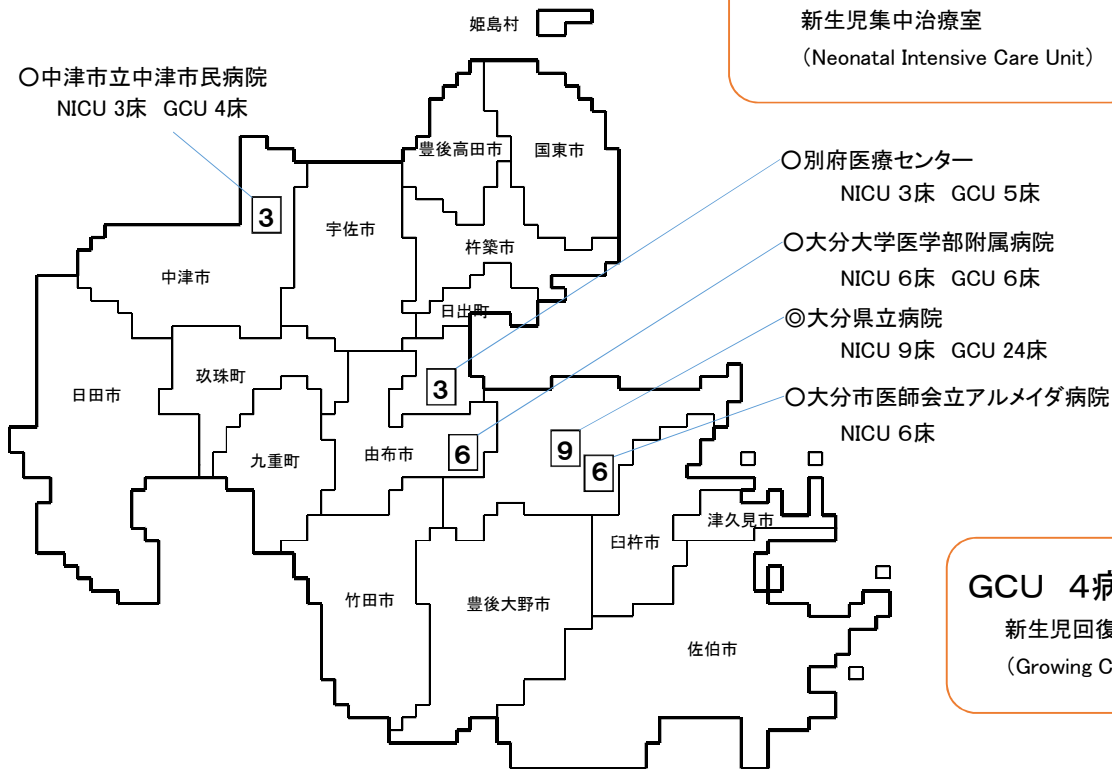 姫島村
新生児集中治療室
(Neonatal Intensive Care Unit)
○中津市立中津市民病院
NICU 3床 GCU 4床
豊後高田市
国東市
○別府医療センター
NICU 3床 GCU 5床
3
宇佐市
杵築市
○大分大学医学部附属病院
NICU 6床 GCU 6床
中津市
日出町
◎大分県立病院
NICU 9床 GCU 24床
玖珠町
日田市
3
○大分市医師会立アルメイダ病院
NICU 6床
九重町
由布市
6
9
6
津久見市
臼杵市
竹田市
豊後大野市
佐伯市
GCU 4病
新生児回復
(Growing C